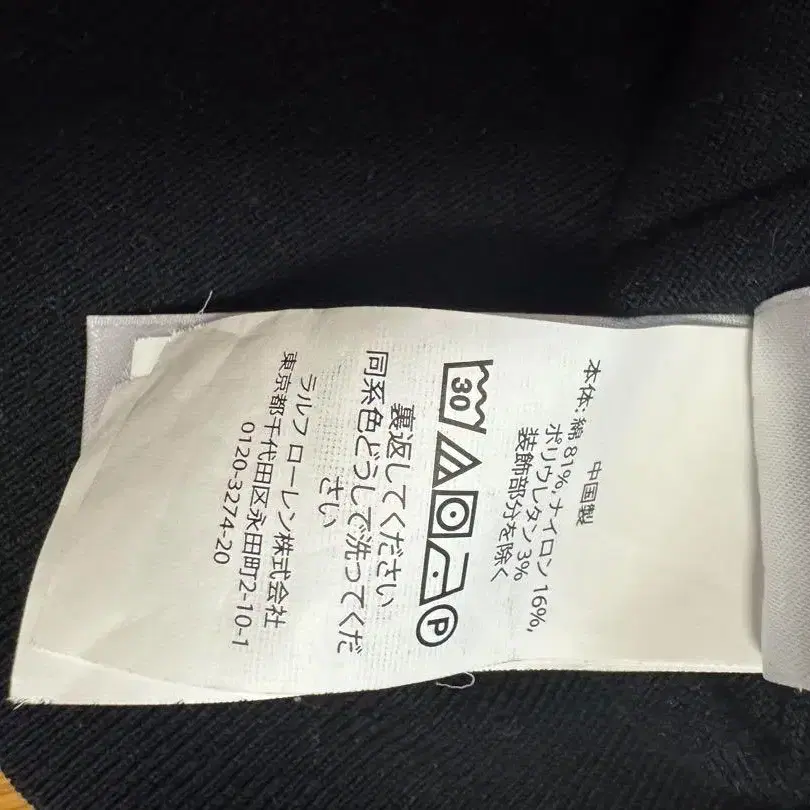 中国製
本体: 綿 81%, ナイロン 16%,
ポリウレタン 3%
装飾部分を除く
30
P
裏返してください
同系色どうしで洗ってくだ
さい
ラルフ ローレン株式会社
東京都千代田区永田町2-10-1
0120-3274-20